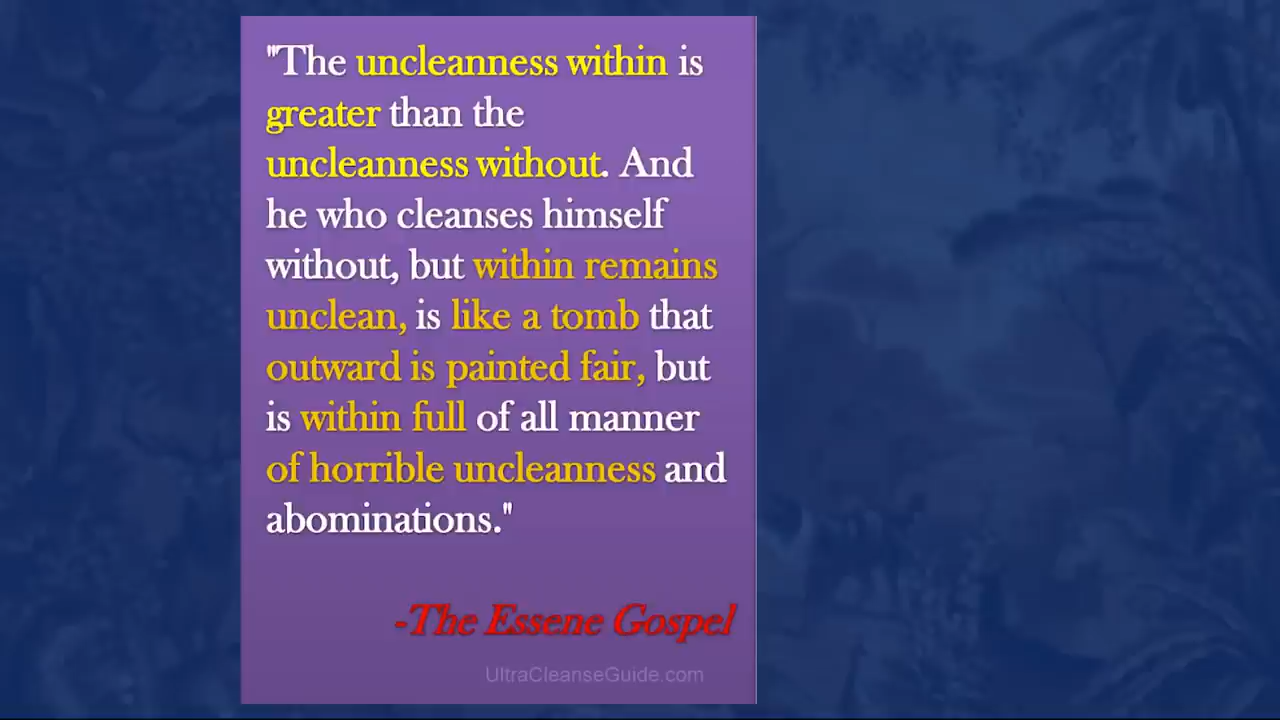 "The uncleanness within is
greater than the
uncleanness without. And
he who cleanses himself
without, but within remains
unclean, is like a tomb that
outward is painted fair, but
is within full of all manner
of horrible uncleanness and
abominations."
-The Essene Gospel
UltraCleanseGuide.com